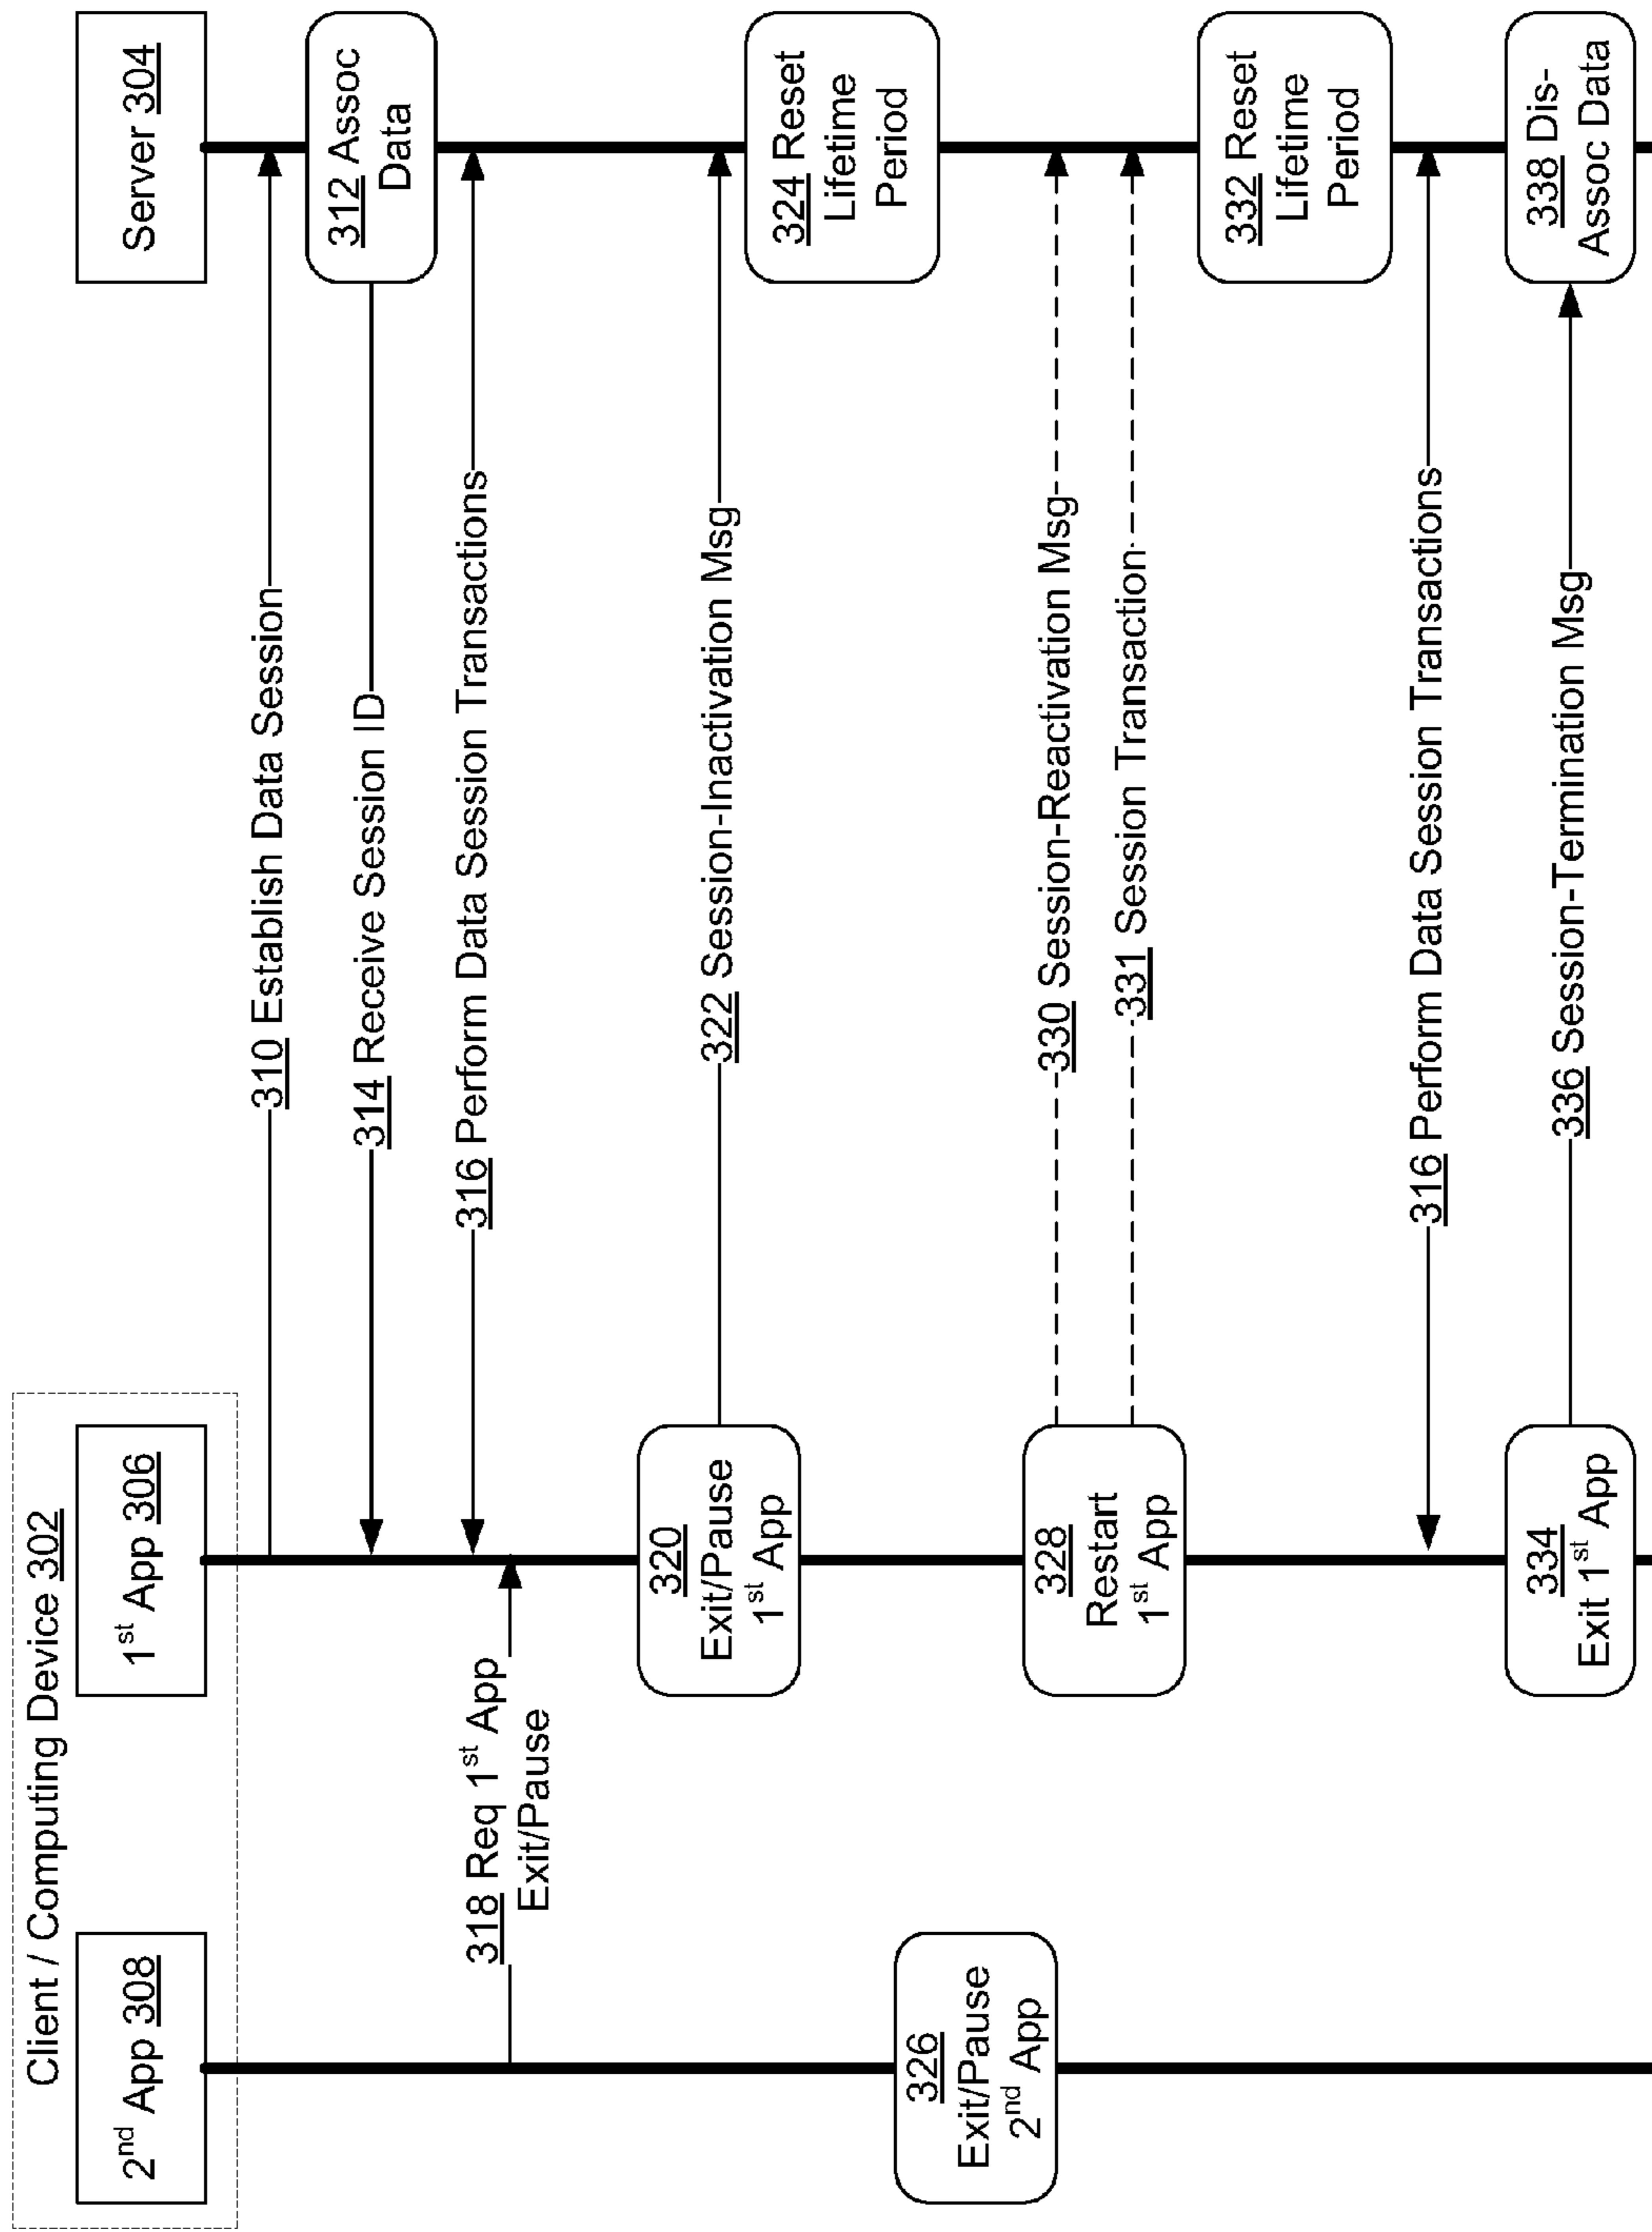 Client / Computing Device 302
2nd App 308
1st App 306
Server 304
310 Establish Data Session
312 Assoc
Data
314 Receive Session ID
316 Perform Data Session Transactions
318 Req 1st App
Exit/Pause
320
Exit/Pause
1st App
322 Session-Inactivation Msg
324 Reset
Lifetime
Period
326
Exit/Pause
2nd App
328
Restart
1st App
330 Session-Reactivation Msg
331 Session Transaction
332 Reset
Lifetime
Period
316 Perform Data Session Transactions
334
Exit 1st App
336 Session-Termination Msg
338 Dis-
Assoc Data